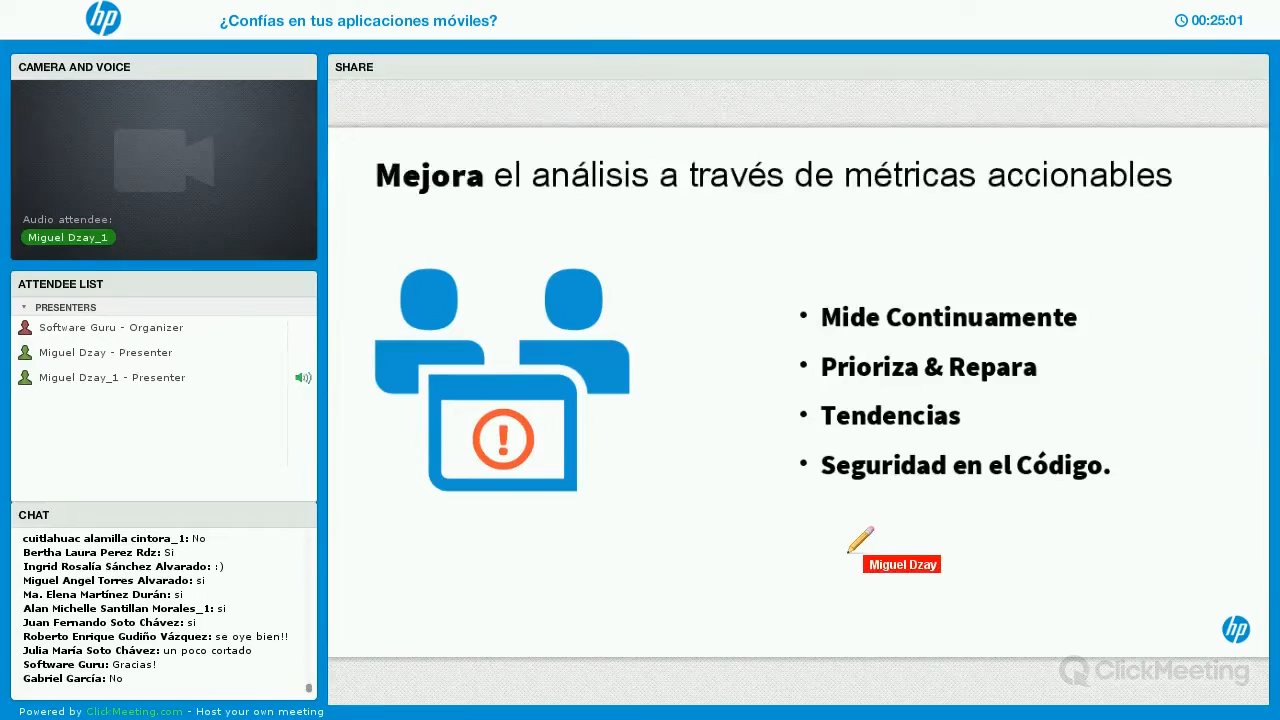 hp
¿Confías en tus aplicaciones móviles?
00:25:01
CAMERA AND VOICE
Audio attendee:
Miguel Dzay_1
ATTENDEE LIST
PRESENTERS
Software Guru - Organizer
Miguel Dzay - Presenter
Miguel Dzay_1 - Presenter
CHAT
cuitlahuac alamilla cintora_1: No
Bertha Laura Perez Rdz: Si
Ingrid Rosalía Sánchez Alvarado: :)
Miguel Angel Torres Alvarado: si
Ma. Elena Martínez Durán: si
Alan Michelle Santillan Morales_1: si
Juan Fernando Soto Chávez: si
Roberto Enrique Gudiño Vázquez: se oye bien!!
Julia María Soto Chávez: un poco cortado
Software Guru: Gracias!
Gabriel García: No
Powered by ClickMeeting.com - Host your own meeting
SHARE
Mejora el análisis a través de métricas accionables
!
• Mide Continuamente
• Prioriza & Repara
• Tendencias
• Seguridad en el Código.
Miguel Dzay
hp
ClickMeeting